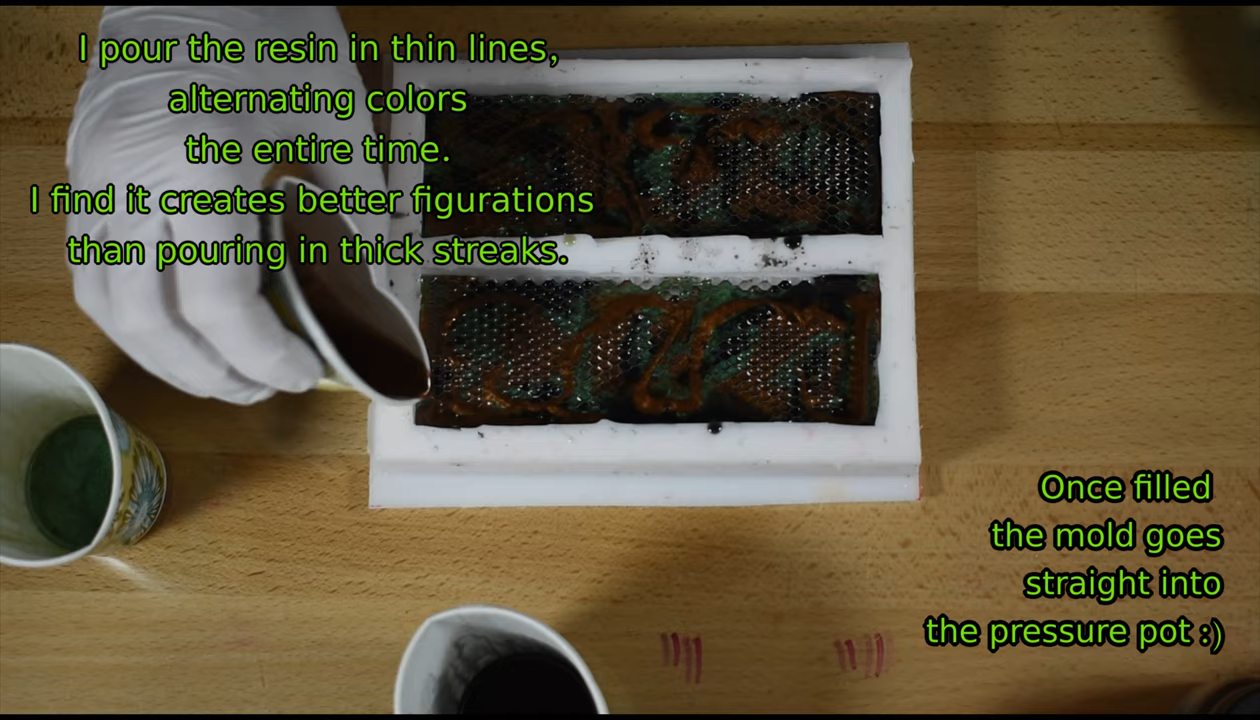 I pour the resin in thin lines,
alternating colors
the entire time.
I find it creates better figurations
than pouring in thick streaks.
Once filled
the mold goes
straight into
the pressure pot :)